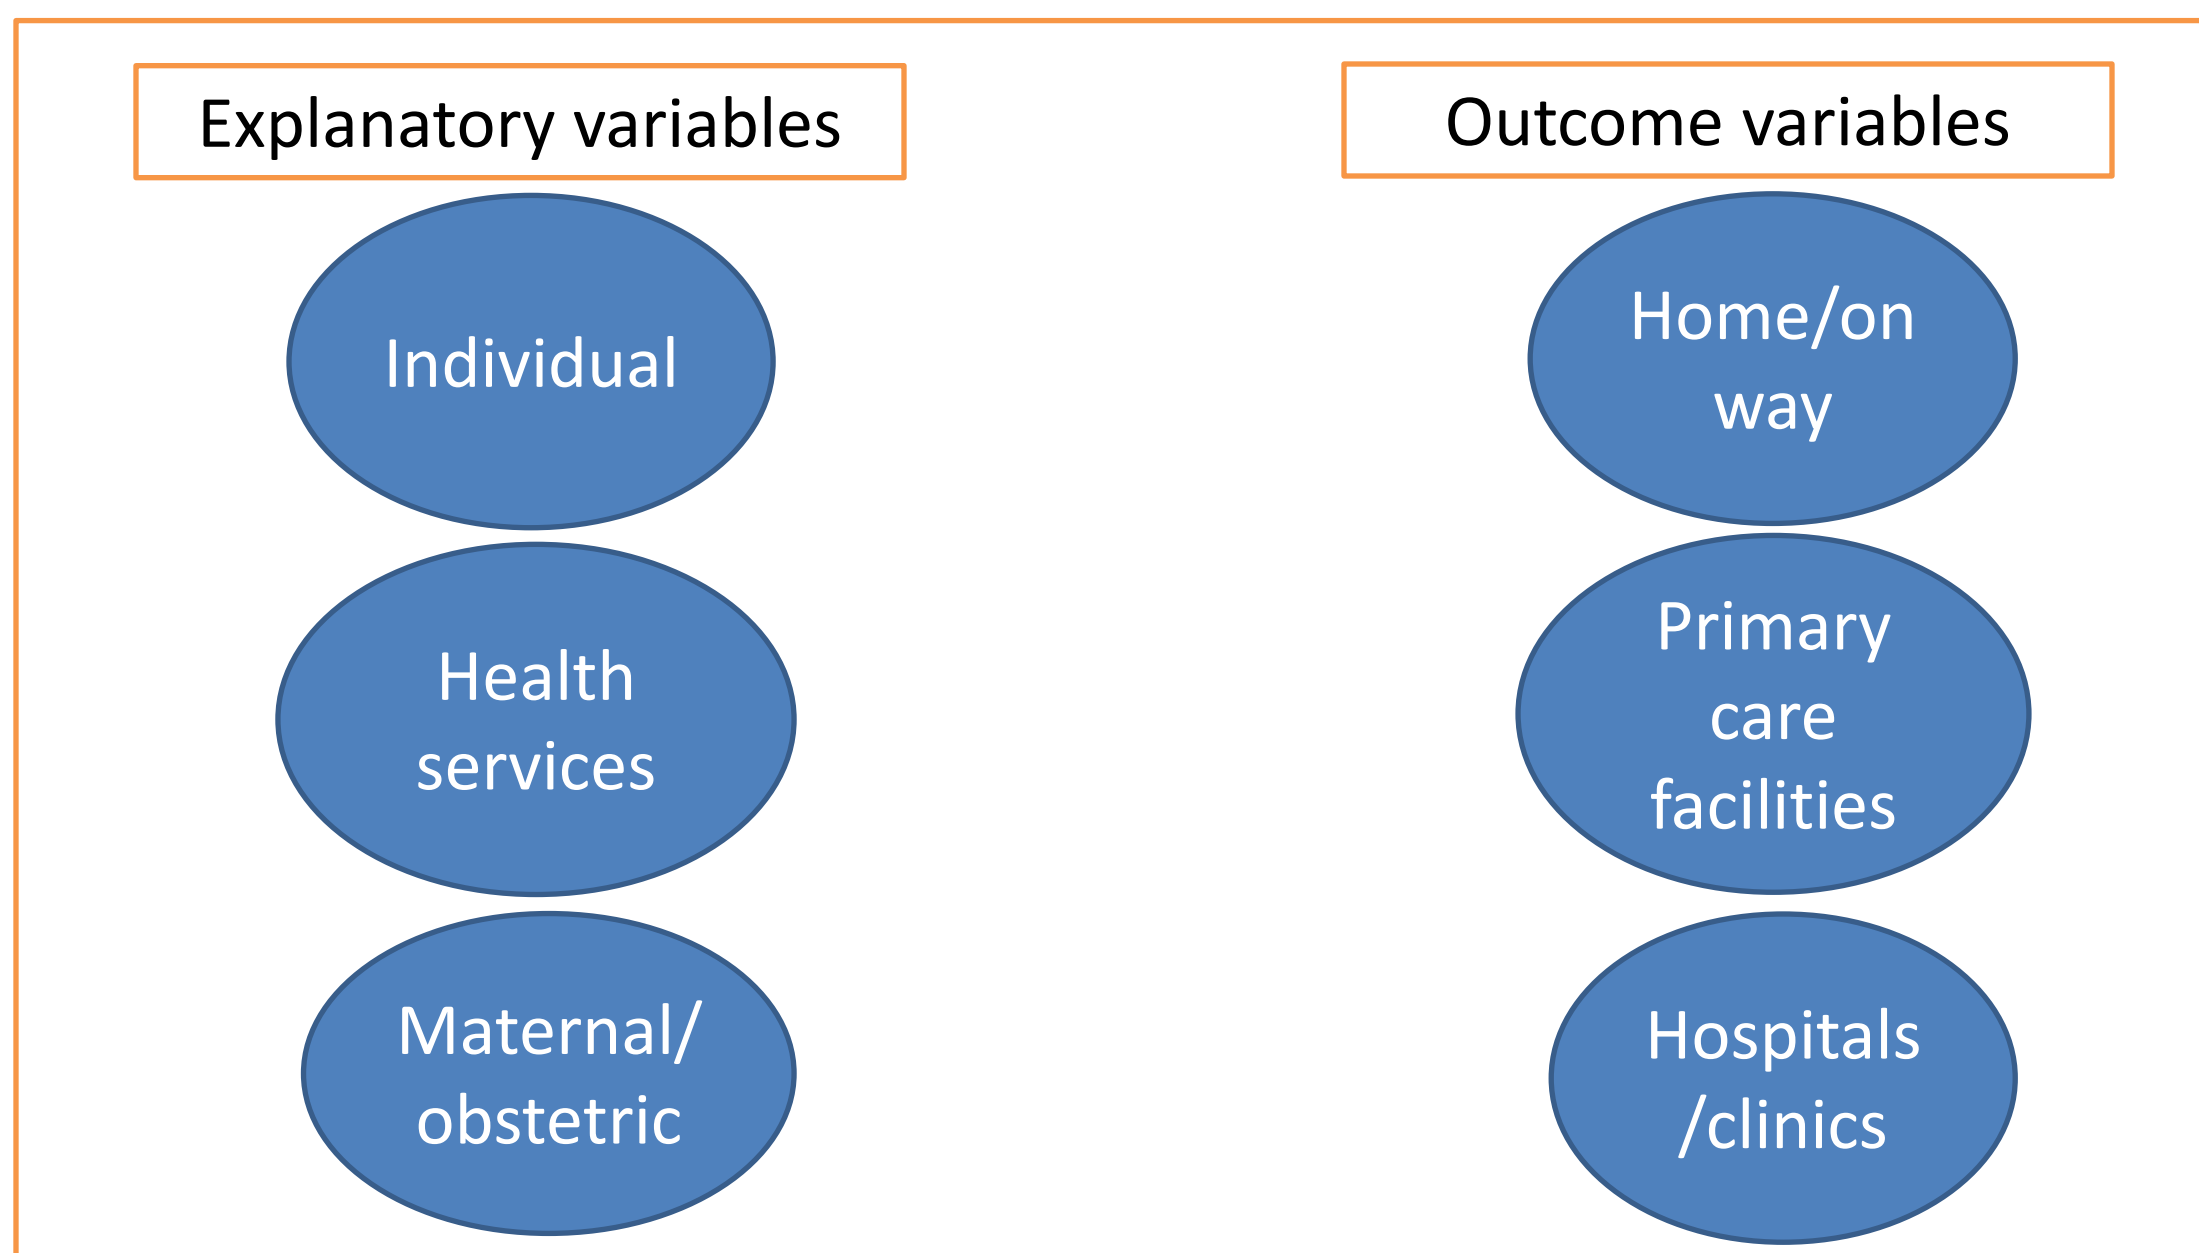 Explanatory variables
Individual
Health
services
Maternal/
obstetric
Outcome variables
Home/on
way
Primary
care
facilities
Hospitals
/clinics